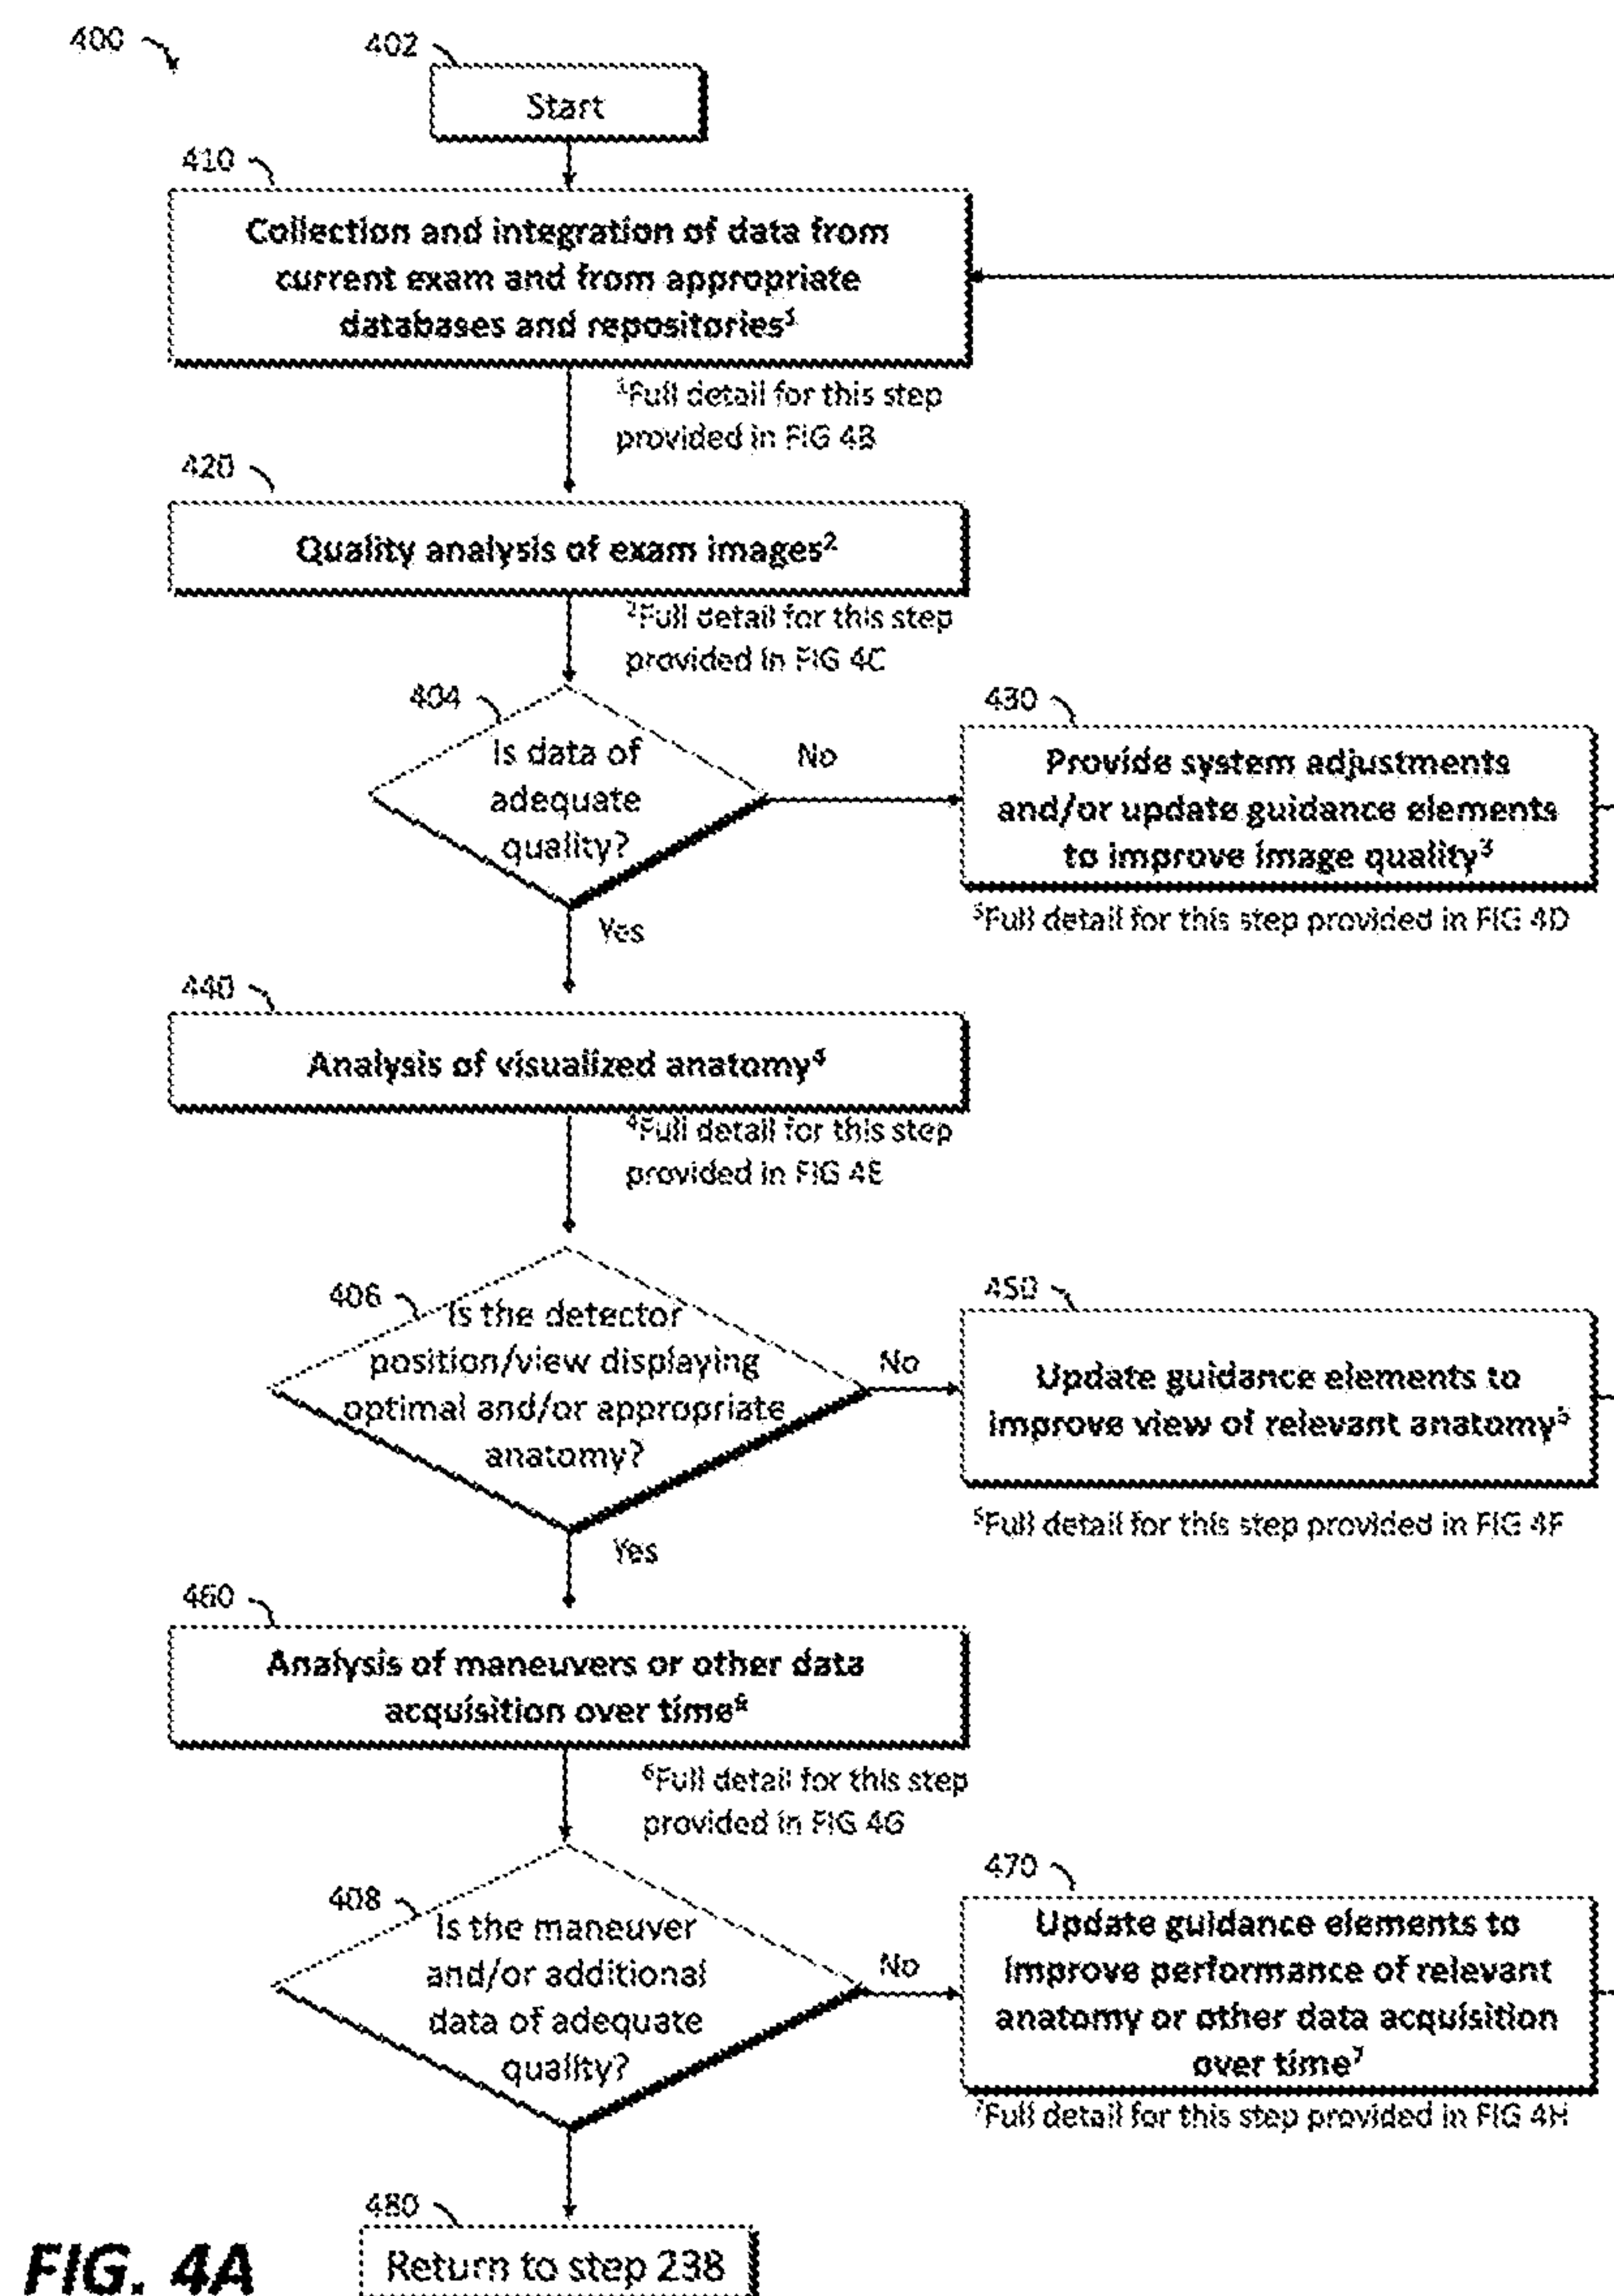 400
402
Start
410
Collection and integration of data from
current exam and from appropriate
databases and repositories¹
¹Full detail for this step
provided in FIG 4B
420
Quality analysis of exam images²
²Full detail for this step
provided in FIG 4C
404
Is data of
adequate
quality?
No
Yes
430
Provide system adjustments
and/or update guidance elements
to improve image quality³
³Full detail for this step provided in FIG 4D
440
Analysis of visualized anatomy⁴
⁴Full detail for this step
provided in FIG 4E
406
Is the detector
position/view displaying
optimal and/or appropriate
anatomy?
No
Yes
450
Update guidance elements to
improve view of relevant anatomy⁵
⁵Full detail for this step provided in FIG 4F
460
Analysis of maneuvers or other data
acquisition over time⁶
⁶Full detail for this step
provided in FIG 4G
408
Is the maneuver
and/or additional
data of adequate
quality?
No
470
Update guidance elements to
improve performance of relevant
anatomy or other data acquisition
over time⁷
⁷Full detail for this step provided in FIG 4H
480
Return to step 238
FIG. 4A